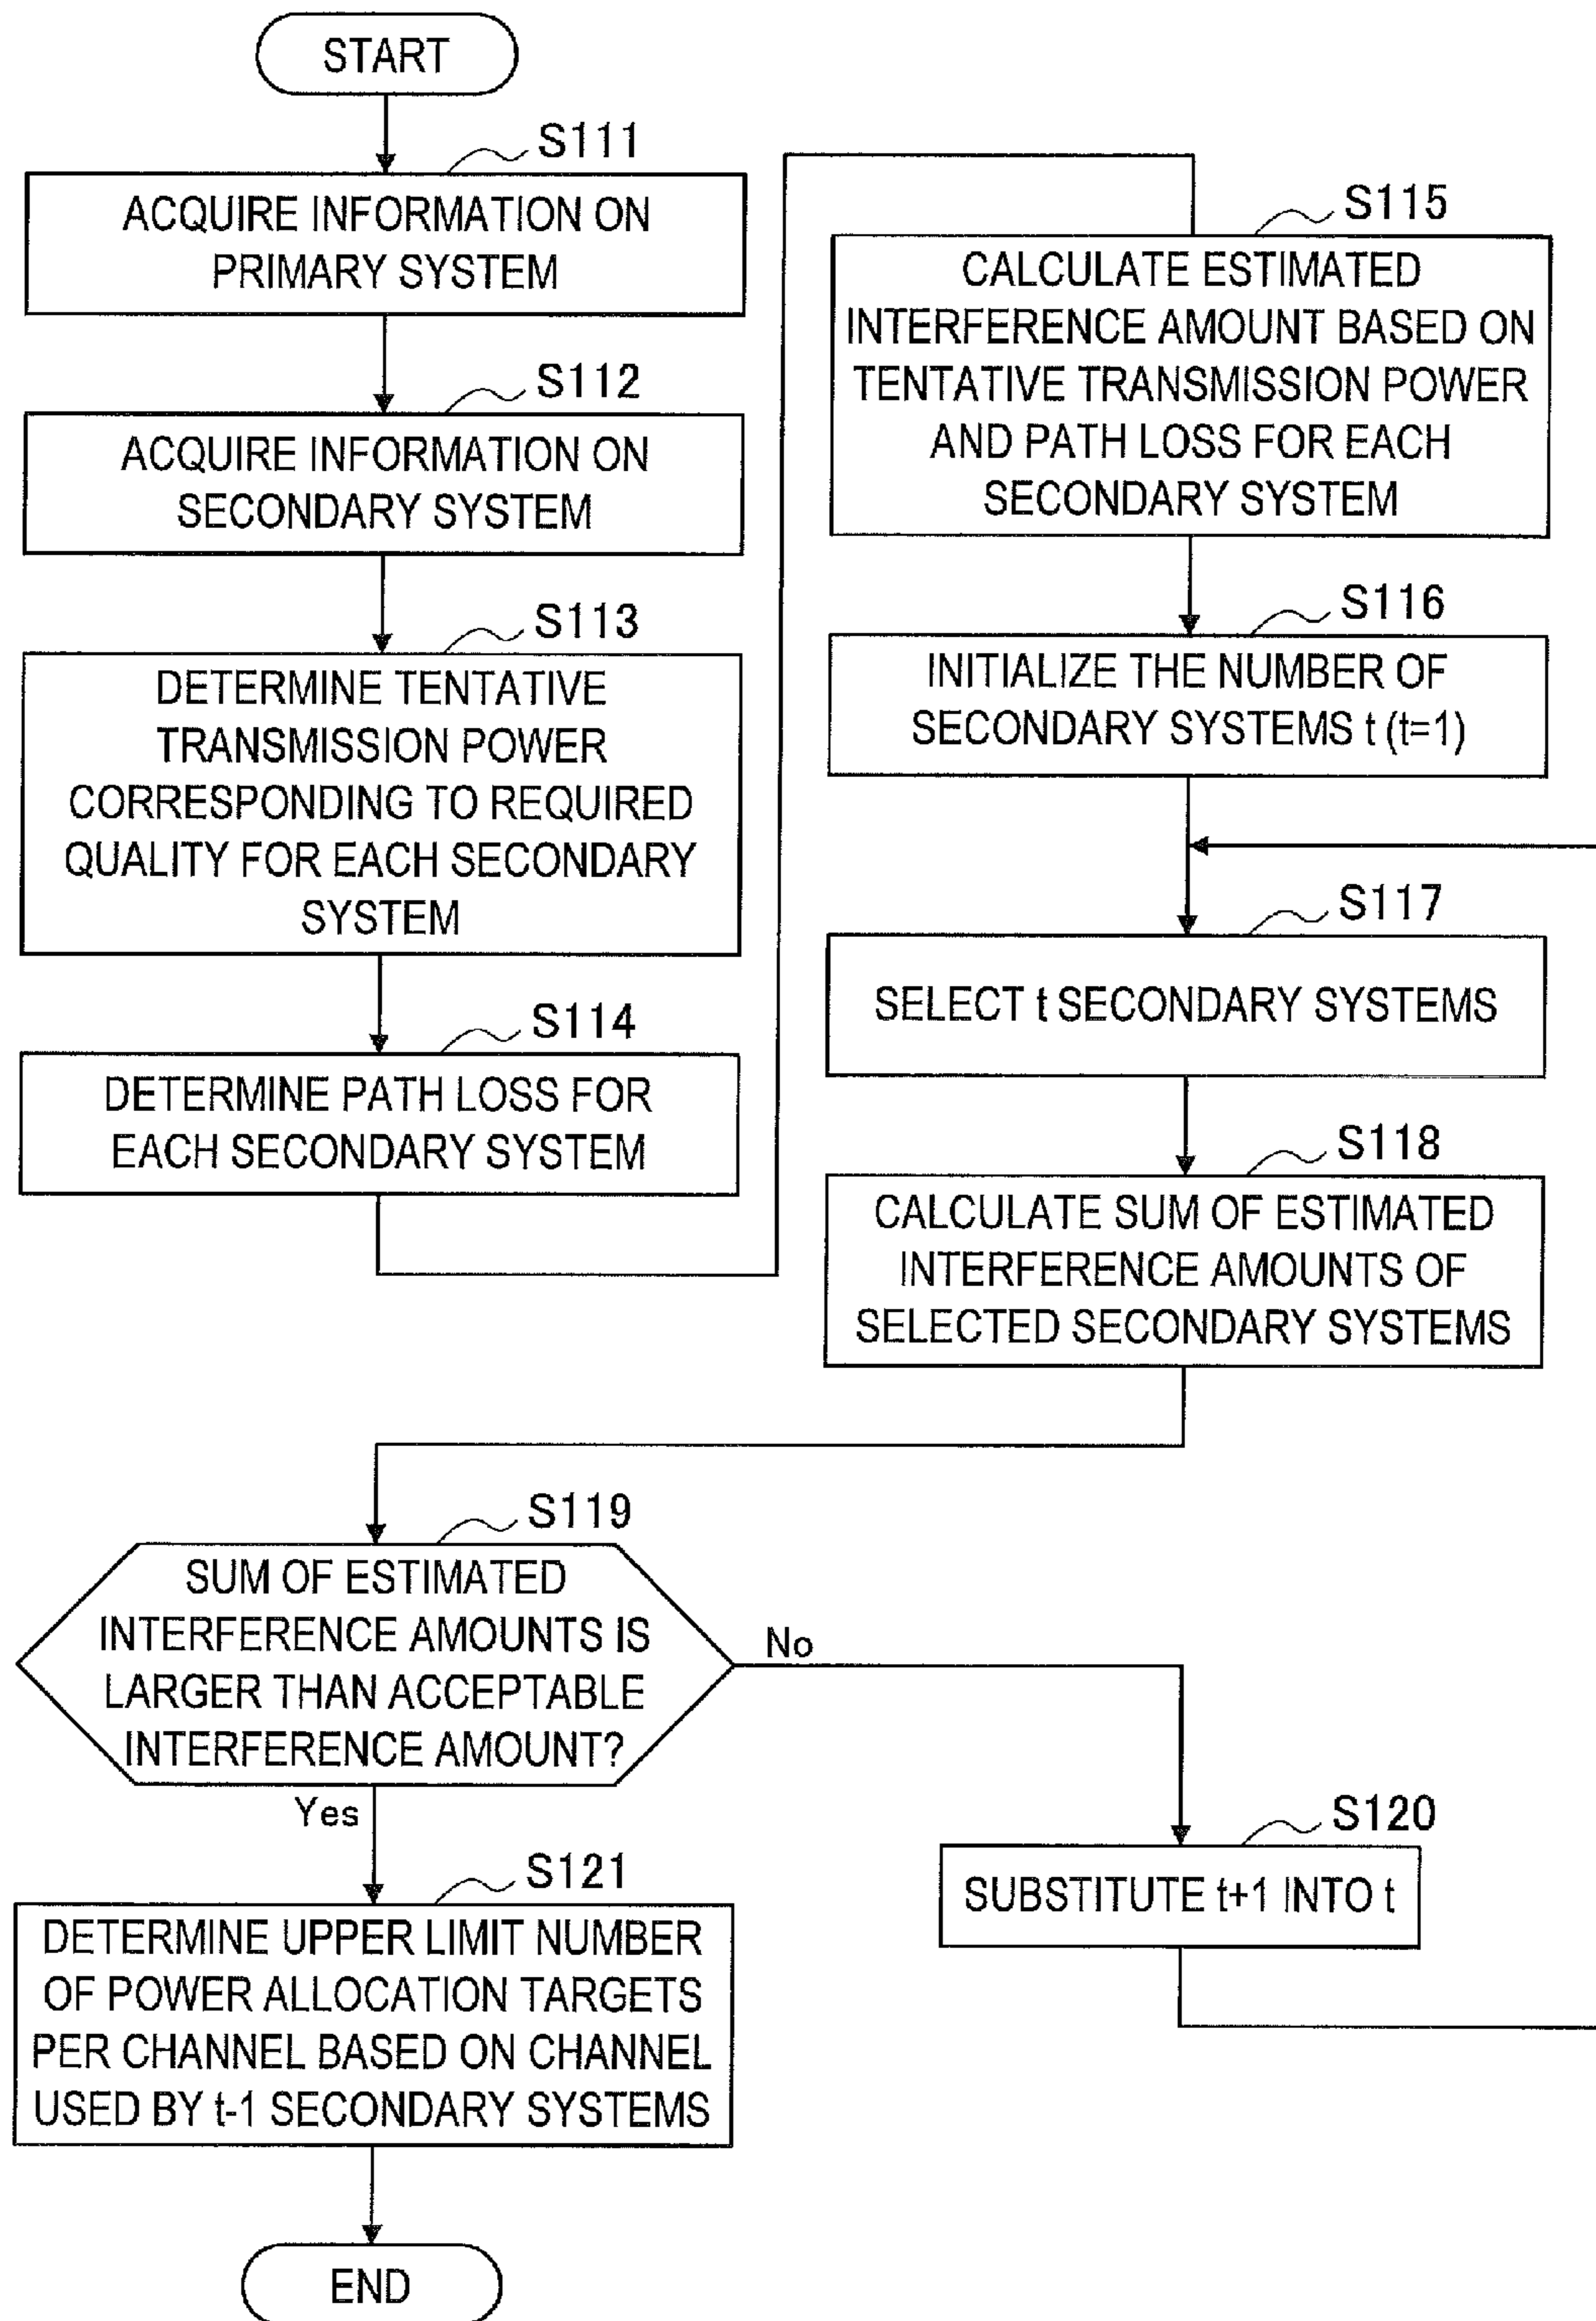 START
S111
ACQUIRE INFORMATION ON
PRIMARY SYSTEM
S112
ACQUIRE INFORMATION ON
SECONDARY SYSTEM
S113
DETERMINE TENTATIVE
TRANSMISSION POWER
CORRESPONDING TO REQUIRED
QUALITY FOR EACH SECONDARY
SYSTEM
S114
DETERMINE PATH LOSS FOR
EACH SECONDARY SYSTEM
S115
CALCULATE ESTIMATED
INTERFERENCE AMOUNT BASED ON
TENTATIVE TRANSMISSION POWER
AND PATH LOSS FOR EACH
SECONDARY SYSTEM
S116
INITIALIZE THE NUMBER OF
SECONDARY SYSTEMS t (t=1)
S117
SELECT t SECONDARY SYSTEMS
S118
CALCULATE SUM OF ESTIMATED
INTERFERENCE AMOUNTS OF
SELECTED SECONDARY SYSTEMS
S119
SUM OF ESTIMATED
INTERFERENCE AMOUNTS IS
LARGER THAN ACCEPTABLE
INTERFERENCE AMOUNT?
No
Yes
S120
SUBSTITUTE t+1 INTO t
S121
DETERMINE UPPER LIMIT NUMBER
OF POWER ALLOCATION TARGETS
PER CHANNEL BASED ON CHANNEL
USED BY t-1 SECONDARY SYSTEMS
END